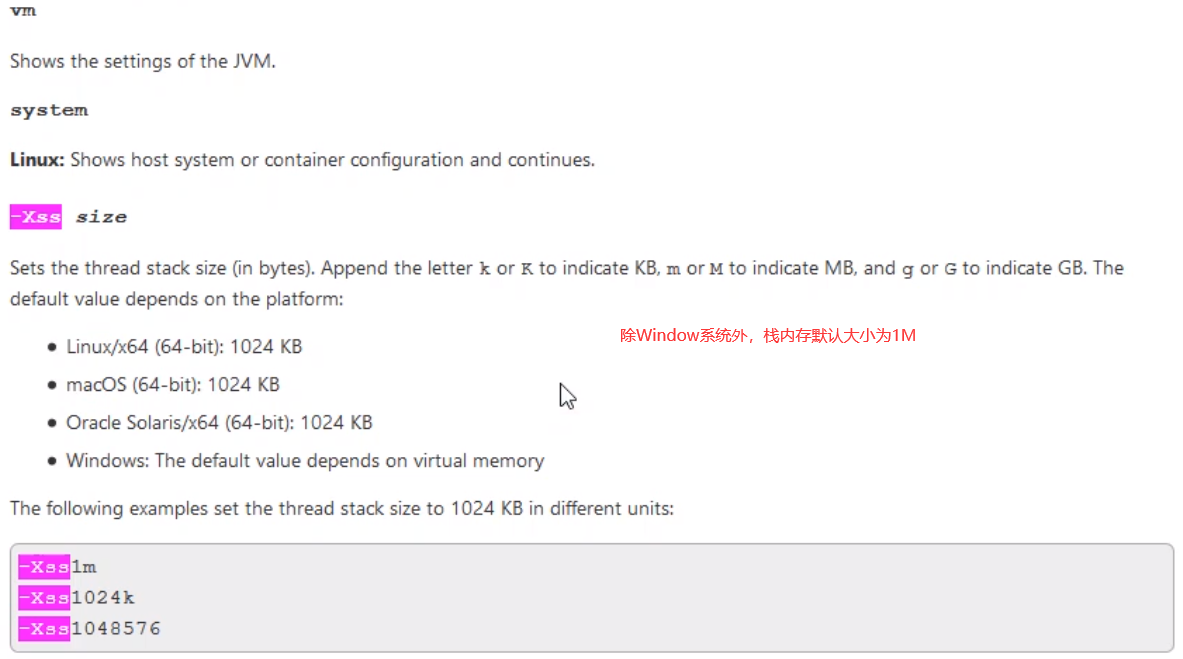 vm
Shows the settings of the JVM.
system
Linux: Shows host system or container configuration and continues.
-Xss size
Sets the thread stack size (in bytes). Append the letter k or K to indicate KB, m or M to indicate MB, and g or G to indicate GB. The
default value depends on the platform:
除Window系统外，栈内存默认大小为1M
• Linux/x64 (64-bit): 1024 KB
• macOS (64-bit): 1024 KB
• Oracle Solaris/x64 (64-bit): 1024 KB
• Windows: The default value depends on virtual memory
The following examples set the thread stack size to 1024 KB in different units:
-Xss1m
-Xss1024k
-Xss1048576